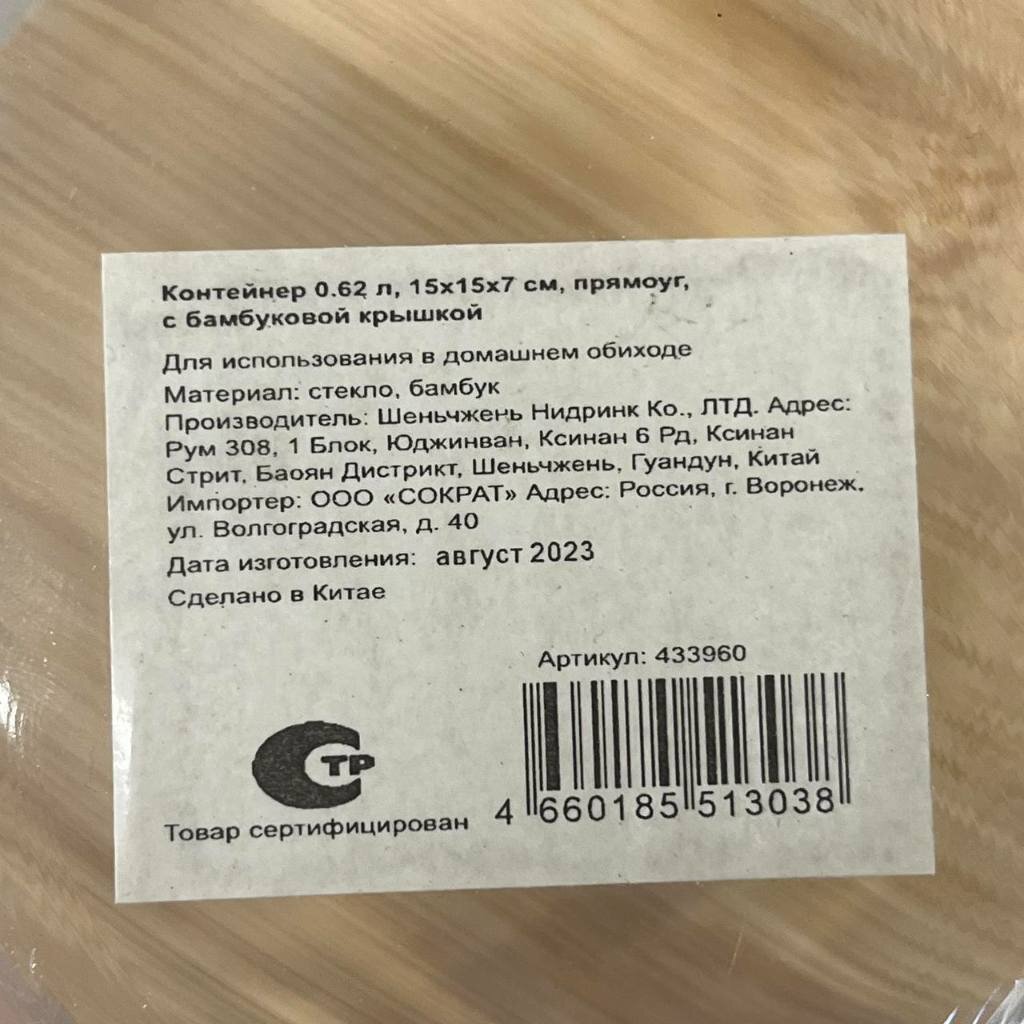 Контейнер 0.62 л, 15х15х7 см, прямоуг,
с бамбуковой крышкой
Для использования в домашнем обиходе
Материал: стекло, бамбук
Производитель: Шеньчжень Нидринк Ко., ЛТД. Адрес:
Рум 308, 1 Блок, Юджинван, Ксинан 6 Рд, Ксинан
Стрит, Баоян Дистрикт, Шеньчжень, Гуандун, Китай
Импортер: ООО «СОКРАТ» Адрес: Россия, г. Воронеж.
ул. Волгоградская, д. 40
Дата изготовления: август 2023
Сделано в Китае
Артикул: 433960
СТР
4 660185 513038
Товар сертифицирован